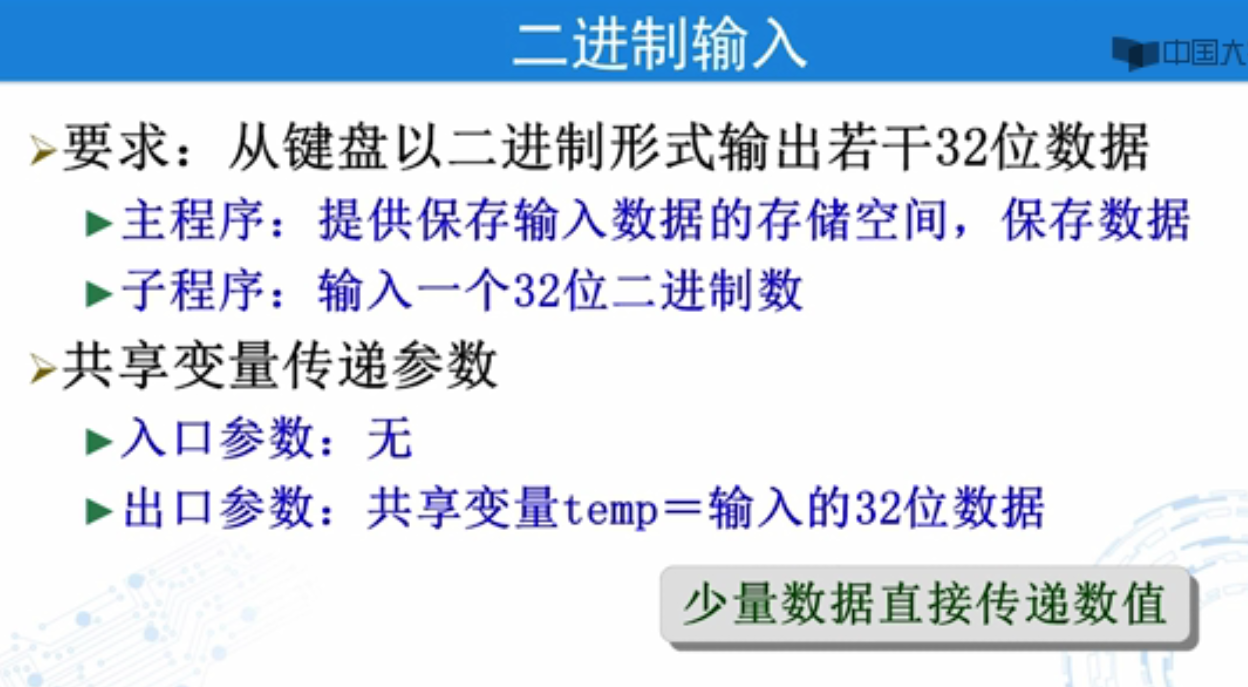 二进制输入
中国大
要求：从键盘以二进制形式输出若干32位数据
主程序：提供保存输入数据的存储空间，保存数据
子程序：输入一个32位二进制数
共享变量传递参数
入口参数：无
出口参数：共享变量temp＝输入的32位数据
少量数据直接传递数值